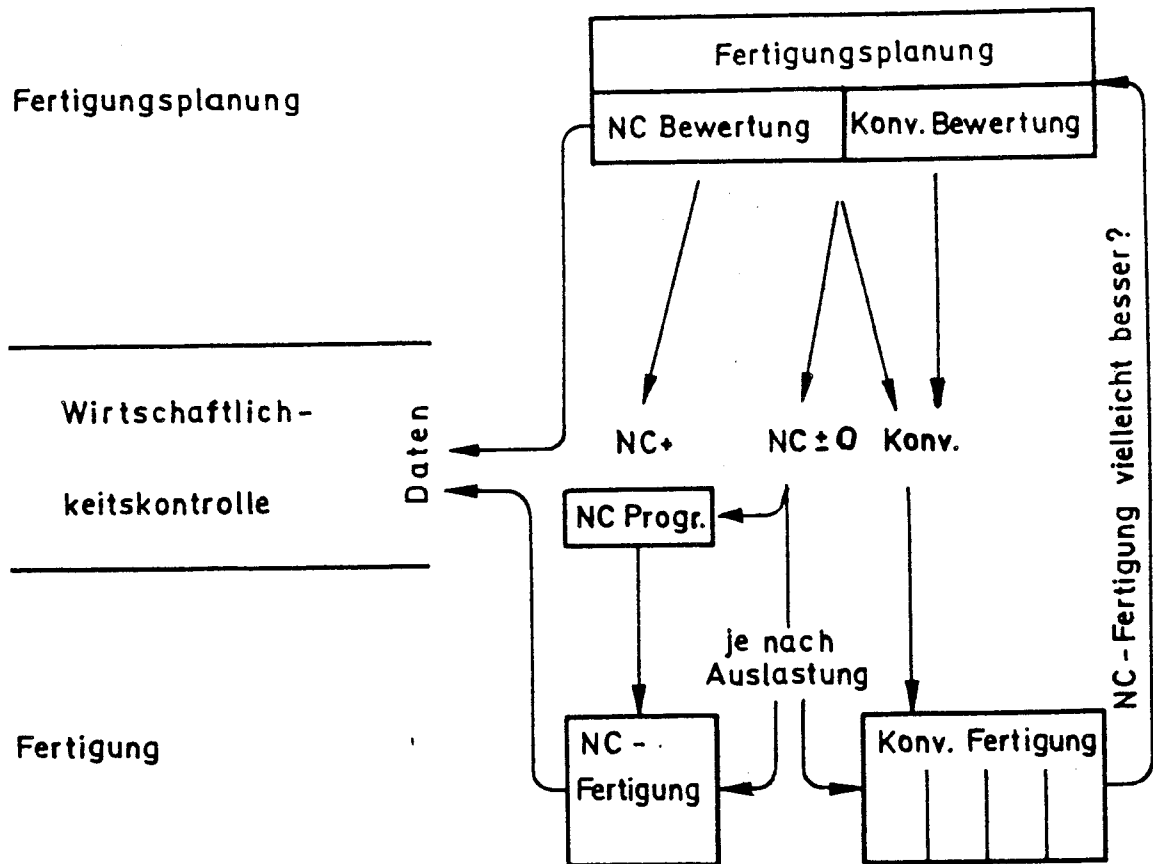 Fertigungsplanung
Fertigungsplanung
NC Bewertung
Konv. Bewertung
Wirtschaftlich-
keitskontrolle
Daten
NC+
NC±0
Konv.
NC Progr.
je nach
Auslastung
NC-Fertigung vielleicht besser?
Fertigung
NC-
Fertigung
Konv. Fertigung